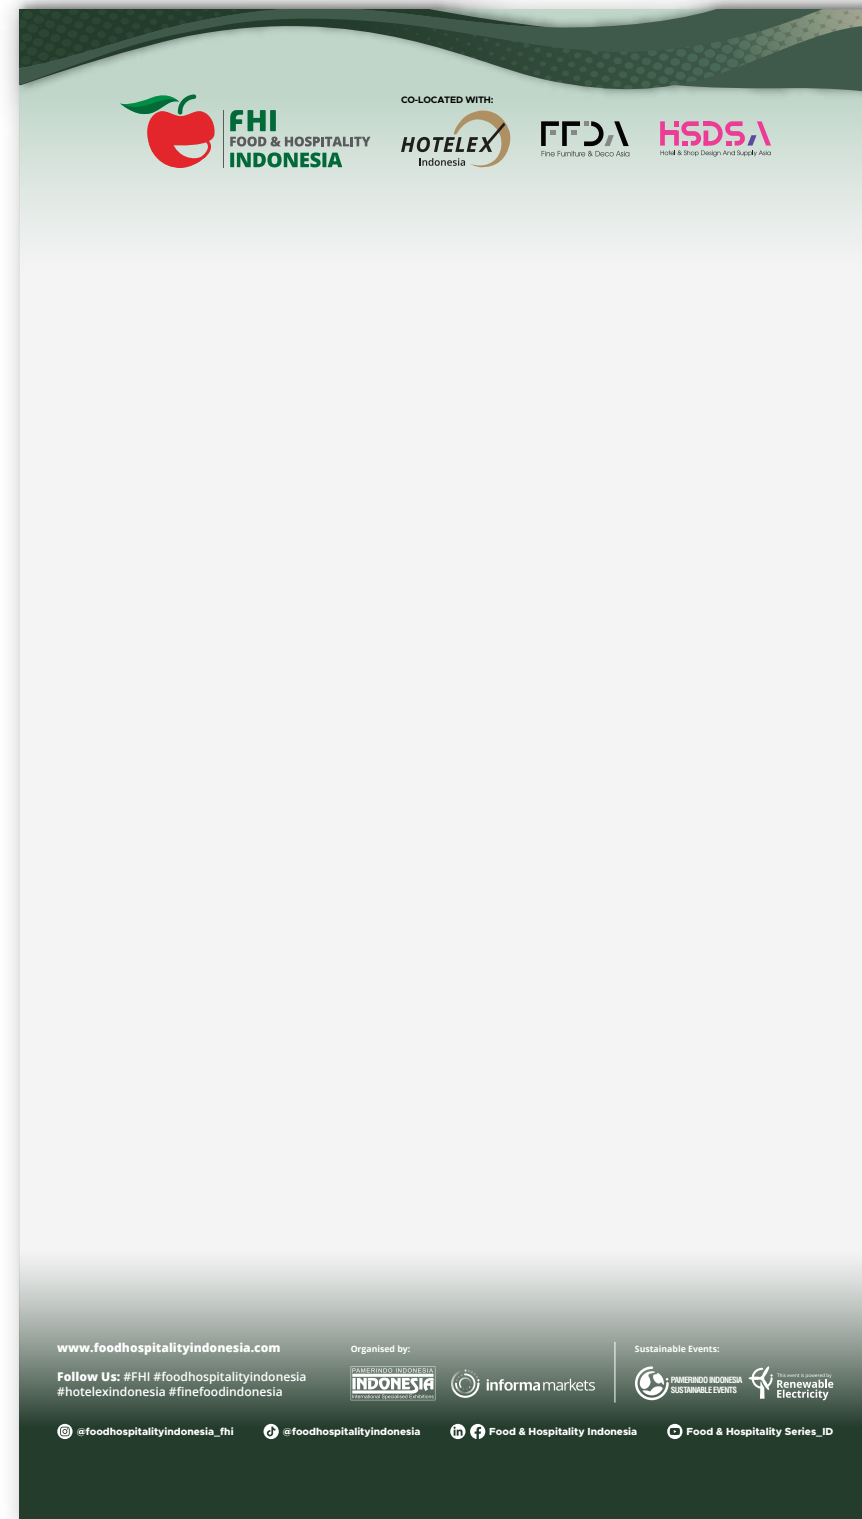 FHI
FOOD & HOSPITALITY
INDONESIA
CO-LOCATED WITH:
HOTELEX
Indonesia
FFDA
Fine Furniture & Deco Asia
HSDSA
Hotel & Shop Design And Supply Asia
www.foodhospitalityindonesia.com
Follow Us: #FHI #foodhospitalityindonesia
#hotelexindonesia #finefoodindonesia
Organised by:
PAMERINDO INDONESIA
INDONESIA
International Specialised Exhibitions
informa markets
Sustainable Events:
PAMERINDO INDONESIA
SUSTAINABLE EVENTS
This event is powered by
Renewable
Electricity
@foodhospitalityindonesia_fhi
@foodhospitalityindonesia
in Food & Hospitality Indonesia
Food & Hospitality Series_ID